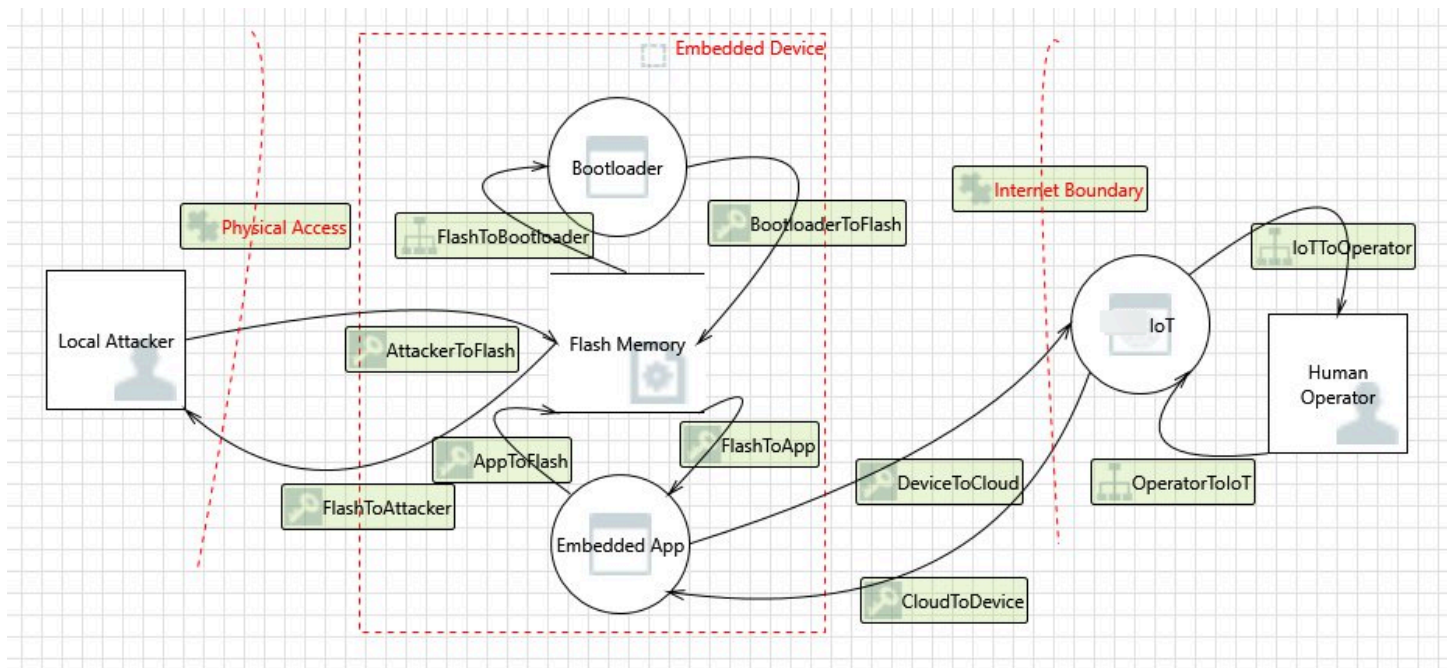 Embedded Device
Bootloader
Physical Access
Internet Boundary
FlashToBootloader
BootloaderToFlash
IoTToOperator
Local Attacker
AttackerToFlash
Flash Memory
IoT
Human
Operator
AppToFlash
FlashToApp
DeviceToCloud
OperatorToIoT
FlashToAttacker
Embedded App
CloudToDevice